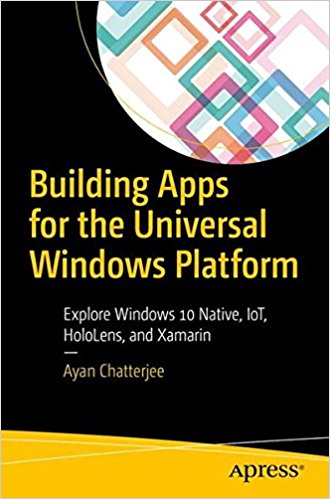 Building Apps
for the Universal
Windows Platform
Explore Windows 10 Native, IoT,
HoloLens, and Xamarin
—
Ayan Chatterjee
Apress®